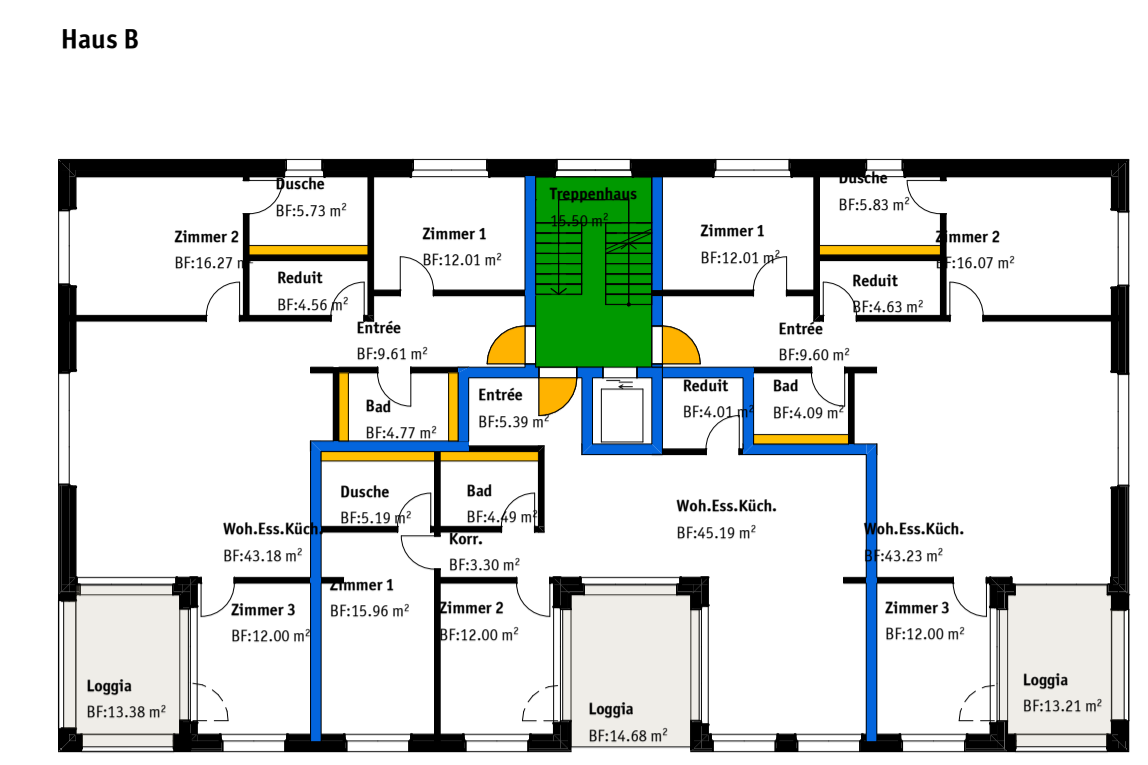 Haus B
Dusche
BF:5.73 m²
Treppenhaus
15.50 m²
Dusche
BF:5.83 m²
Zimmer 2
BF:16.27 m²
Zimmer 1
BF:12.01 m²
Zimmer 1
BF:12.01 m²
Zimmer 2
BF:16.07 m²
Reduit
BF:4.56 m²
Reduit
BF:4.63 m²
Entrée
BF:9.61 m²
Entrée
BF:9.60 m²
Bad
BF:4.77 m²
Entrée
BF:5.39 m²
Reduit
BF:4.01 m²
Bad
BF:4.09 m²
Dusche
BF:5.19 m²
Bad
BF:4.49 m²
Woh.Ess.Küch.
BF:45.19 m²
Woh.Ess.Küch.
BF:43.18 m²
Korr.
BF:3.30 m²
Woh.Ess.Küch.
BF:43.23 m²
Zimmer 3
BF:12.00 m²
Zimmer 1
BF:15.96 m²
Zimmer 2
BF:12.00 m²
Zimmer 3
BF:12.00 m²
Loggia
BF:13.38 m²
Loggia
BF:14.68 m²
Loggia
BF:13.21 m²